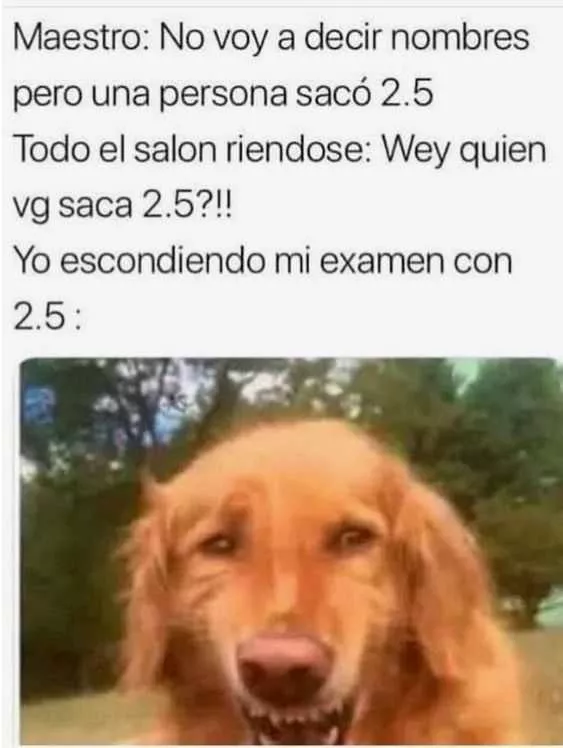 Maestro: No voy a decir nombres
pero una persona sacó 2.5
Todo el salon riendose: Wey quien
vg saca 2.5?!!
Yo escondiendo mi examen con
2.5 :